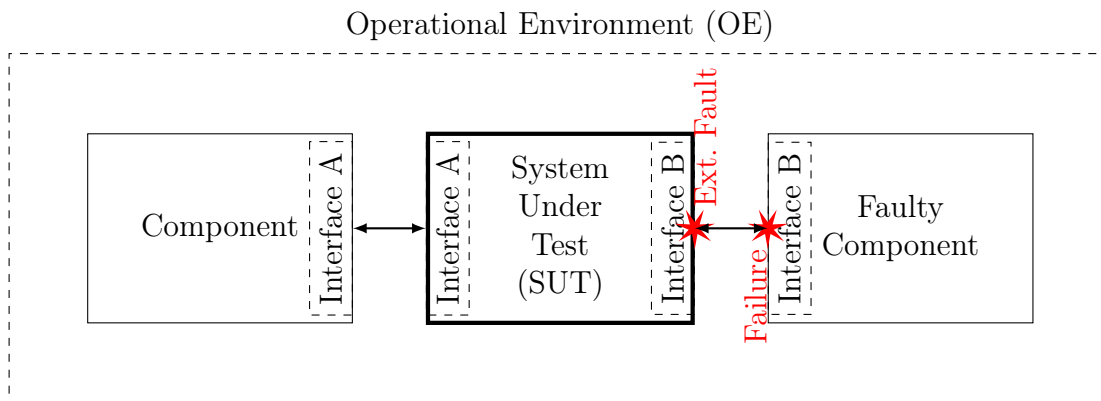 Operational Environment (OE)
Component
Interface A
Interface A
System
Under
Test
(SUT)
Interface B
Ext. Fault
Failure
Interface B
Faulty
Component